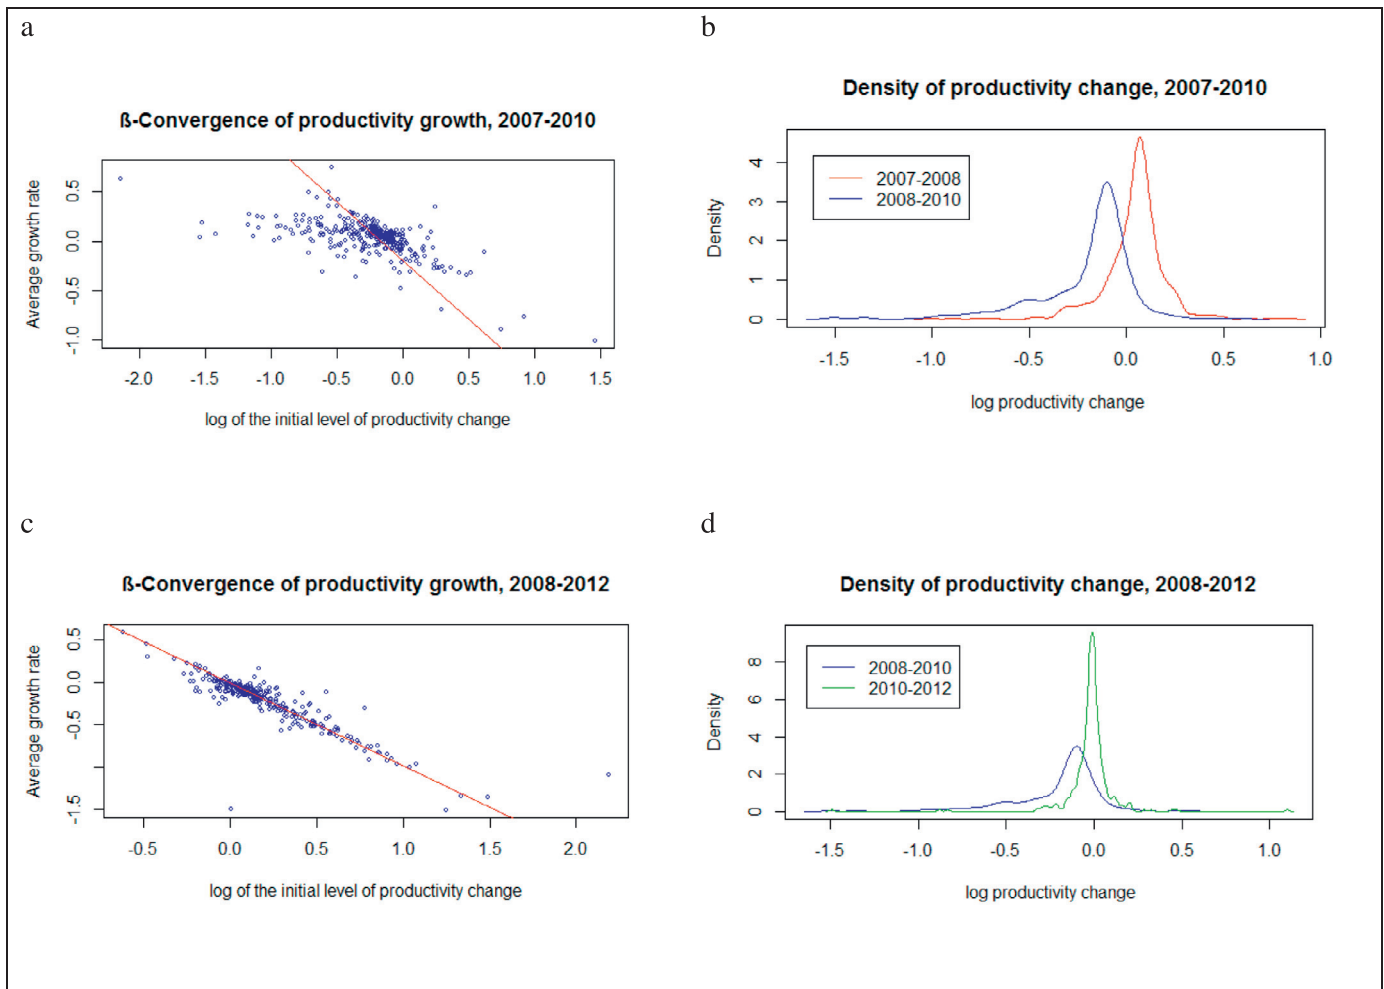 a
ß-Convergence of productivity growth, 2007-2010
Average growth rate
0.5
0.0
-0.5
-1.0
-2.0 -1.5 -1.0 -0.5 0.0 0.5 1.0 1.5
log of the initial level of productivity change
b
Density of productivity change, 2007-2010
Density
4
3
2
1
0
2007-2008
2008-2010
-1.5 -1.0 -0.5 0.0 0.5 1.0
log productivity change
c
ß-Convergence of productivity growth, 2008-2012
Average growth rate
0.5
0.0
-0.5
-1.5
-0.5 0.0 0.5 1.0 1.5 2.0
log of the initial level of productivity change
d
Density of productivity change, 2008-2012
Density
8
6
4
2
0
2008-2010
2010-2012
-1.5 -1.0 -0.5 0.0 0.5 1.0
log productivity change